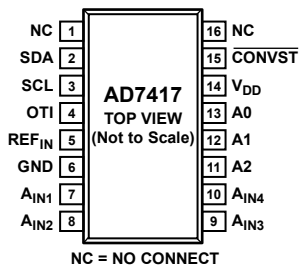 NC 1 16 NC
SDA 2 15 CONVST
SCL 3 14 VDD
OTI 4 AD7417 13 A0
TOP VIEW
REFIN 5 (Not to Scale) 12 A1
GND 6 11 A2
AIN1 7 10 AIN4
AIN2 8 9 AIN3
NC = NO CONNECT